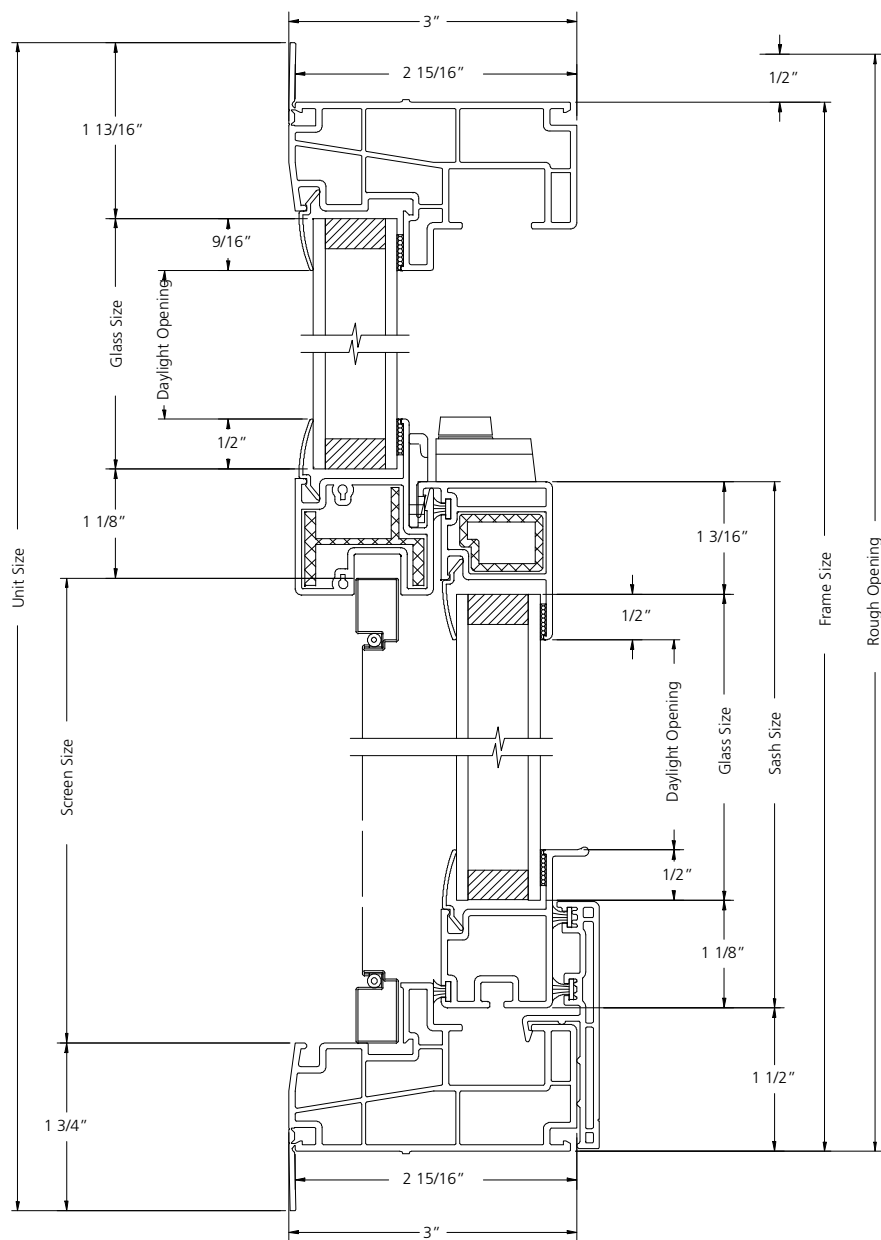 3”
2 15/16”
1/2”
1 13/16”
9/16”
Glass Size
Daylight Opening
1/2”
1 1/8”
1 3/16”
Unit Size
Frame Size
Rough Opening
1/2”
Screen Size
Daylight Opening
Glass Size
Sash Size
1/2”
1 1/8”
1 1/2”
1 3/4”
2 15/16”
3”